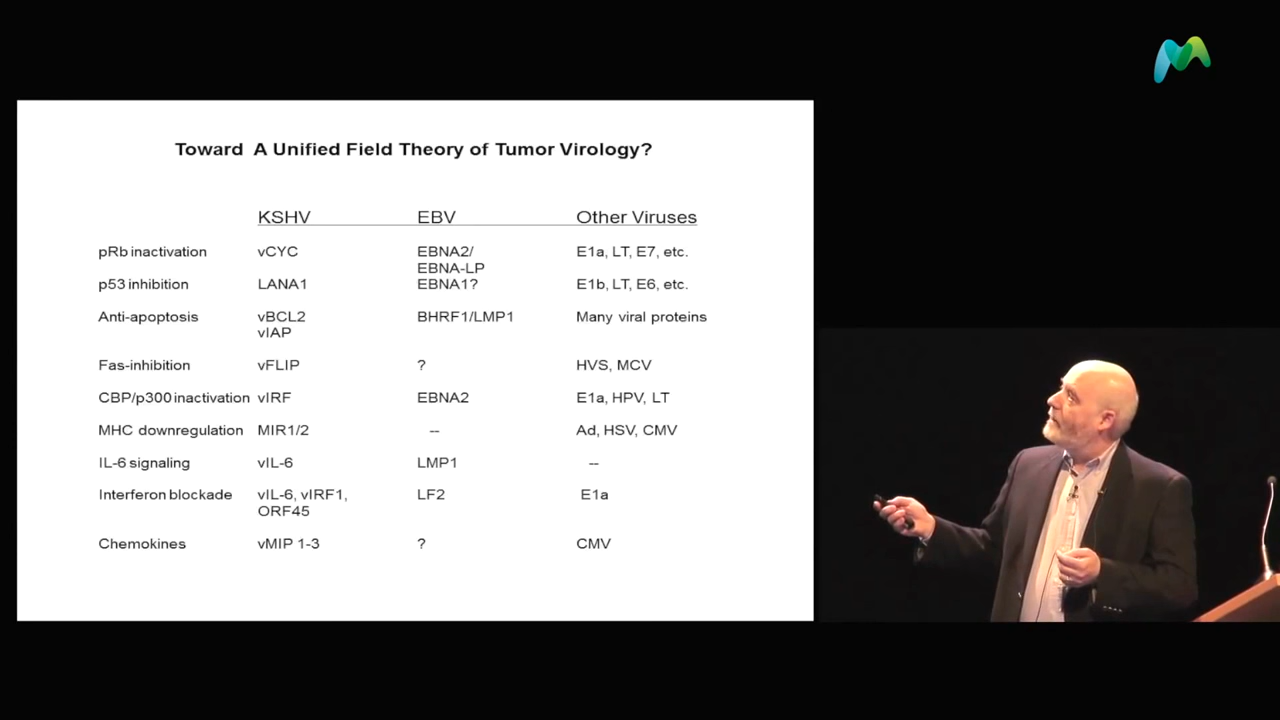 Toward A Unified Field Theory of Tumor Virology?
KSHV EBV Other Viruses
pRb inactivation vCYC EBNA2/ E1a, LT, E7, etc.
EBNA-LP
p53 inhibition LANA1 EBNA1? E1b, LT, E6, etc.
Anti-apoptosis vBCL2 BHRF1/LMP1 Many viral proteins
vIAP
Fas-inhibition vFLIP ? HVS, MCV
CBP/p300 inactivation vIRF EBNA2 E1a, HPV, LT
MHC downregulation MIR1/2 -- Ad, HSV, CMV
IL-6 signaling vIL-6 LMP1 --
Interferon blockade vIL-6, vIRF1, LF2 E1a
ORF45
Chemokines vMIP 1-3 ? CMV